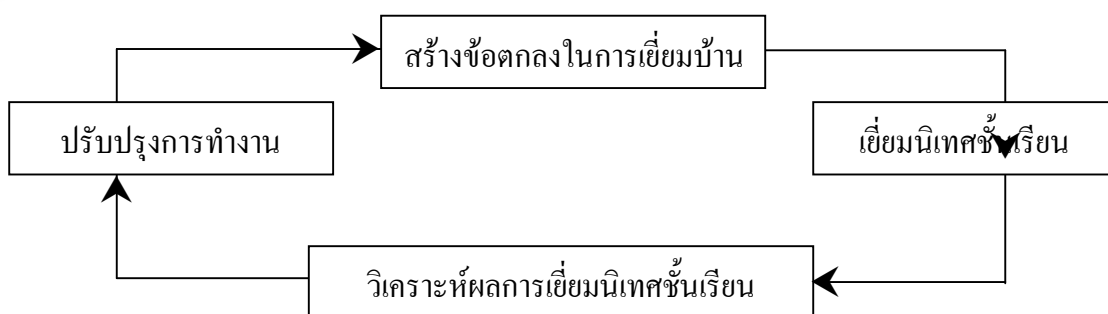 สร้างข้อตกลงในการเยี่ยมบ้าน
ปรับปรุงการทำงาน
เยี่ยมนิเทศชั้นเรียน
วิเคราะห์ผลการเยี่ยมนิเทศชั้นเรียน